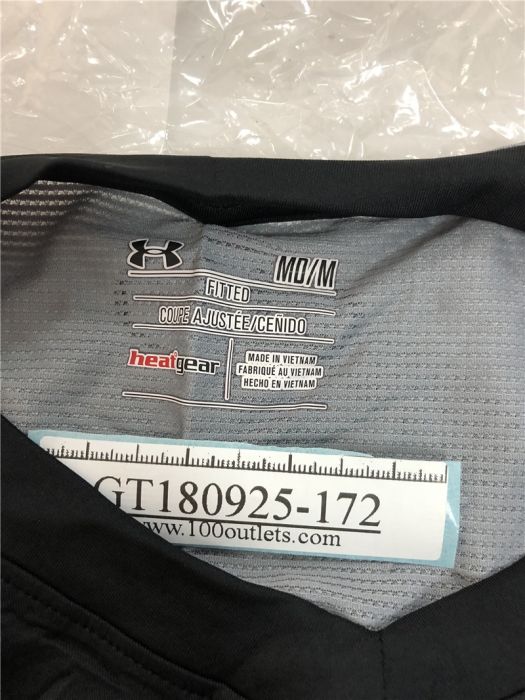 MD/M
FITTED
COUPE AJUSTÉE/CEÑIDO
heatgear
MADE IN VIETNAM
FABRIQUÉ AU VIETNAM
HECHO EN VIETNAM
GT180925-172
www.100outlets.com